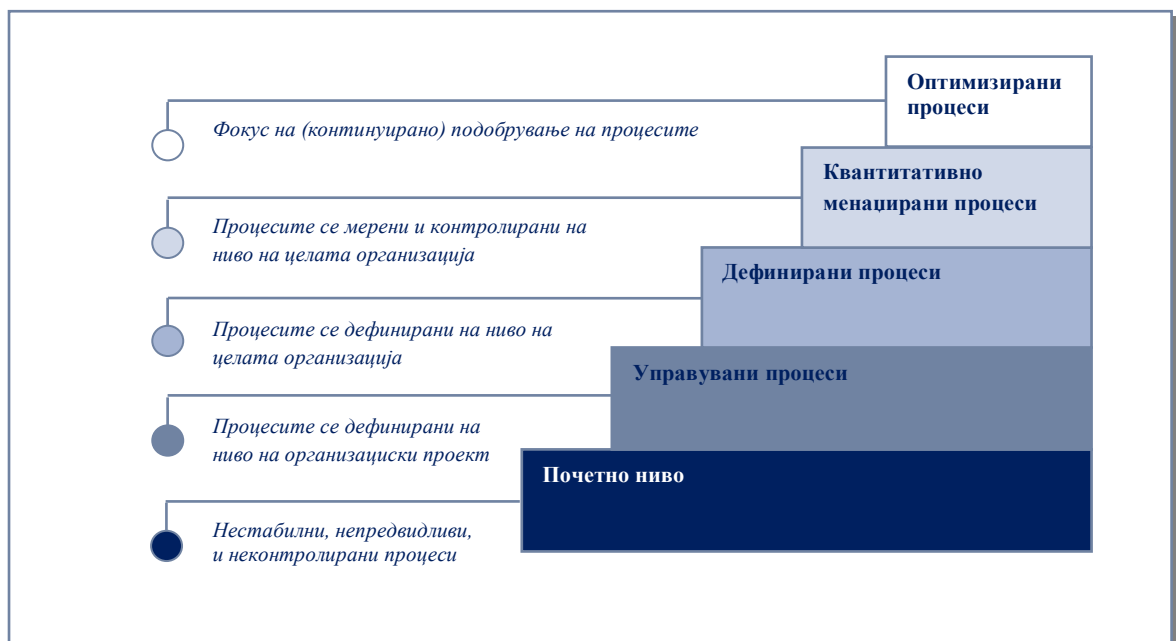 Оптимизирани
процеси
Фокус на (континуирано) подобрување на процесите
Квантитативно
менаџирани процеси
Процесите се мерени и контролирани на
ниво на целата организација
Дефинирани процеси
Процесите се дефинирани на ниво на
целата организација
Управувани процеси
Процесите се дефинирани на
ниво на организациски проект
Почетно ниво
Нестабилни, непредвидливи,
и неконтролирани процеси